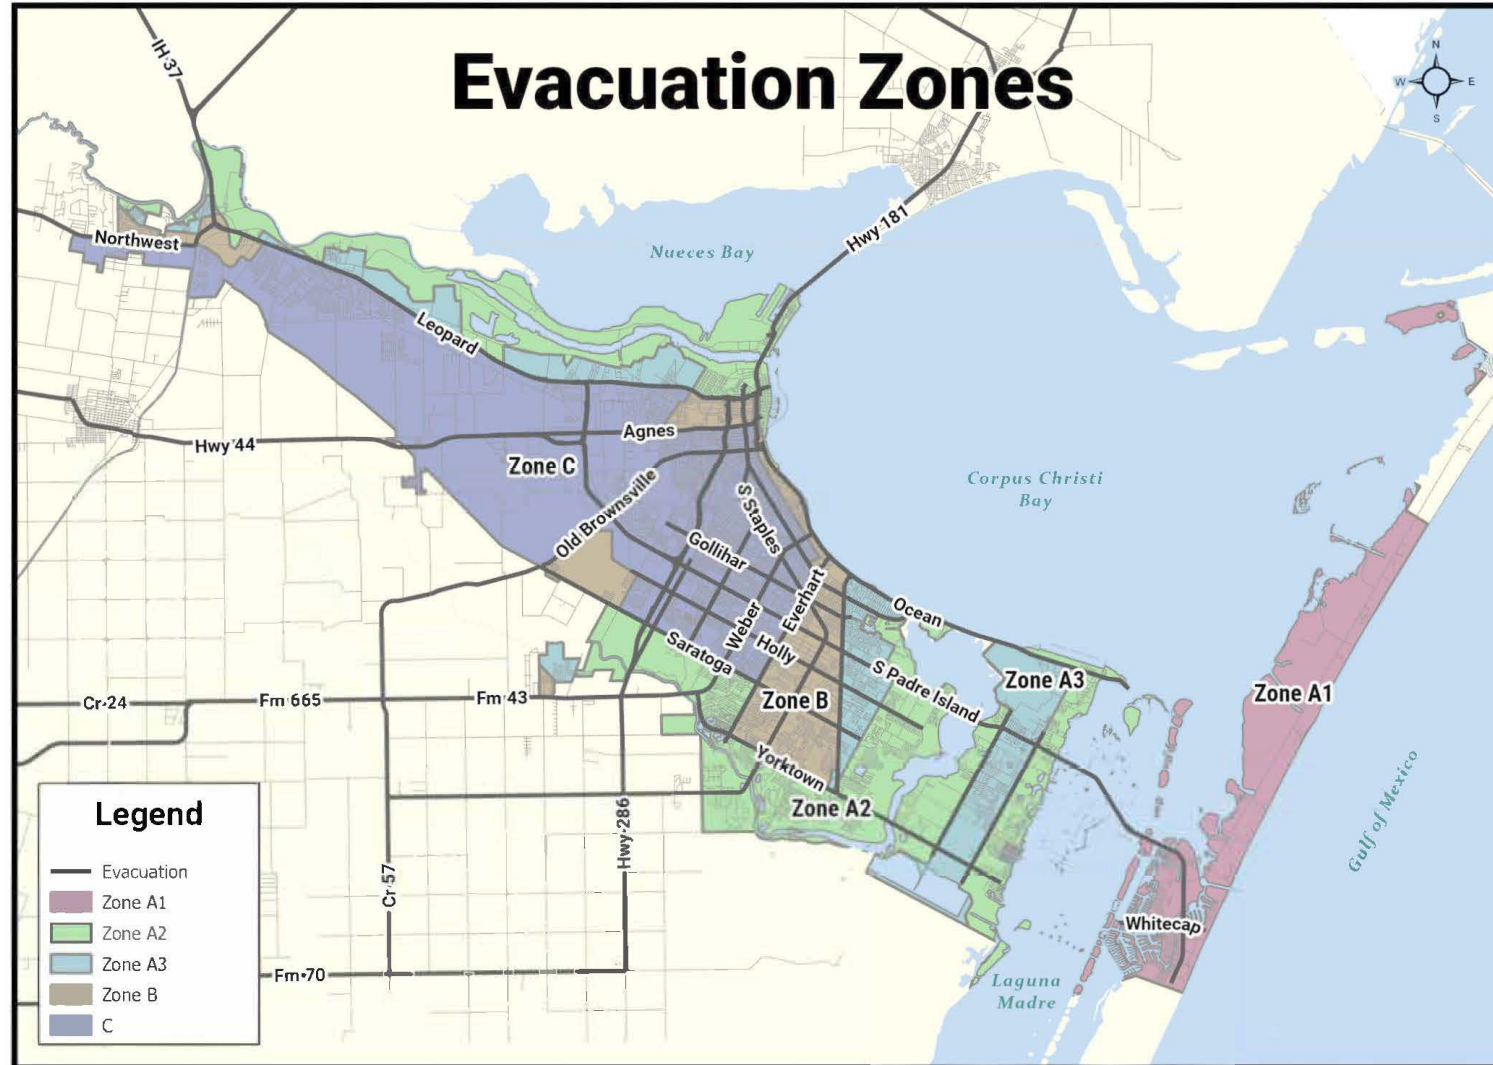 Evacuation Zones
N
W
E
S
IH 37
Hwy 181
Nueces Bay
Northwest
Leopard
Agnes
Hwy 44
Zone C
Old Brownsville
S Staples
Gollihar
Corpus Christi
Bay
Weber
Everhart
Ocean
Holly
Saratoga
S Padre Island
Zone A3
Zone A1
Zone B
Cr 24
Fm 665
Fm 43
Yorktown
Zone A2
Hwy 286
Cr 57
Gulf of Mexico
Whitecap
Fm 70
Laguna
Madre
Legend
Evacuation
Zone A1
Zone A2
Zone A3
Zone B
C